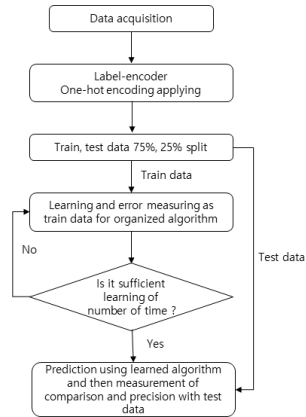 Data acquisition
Label-encoder
One-hot encoding applying
Train, test data 75%, 25% split
Train data
Learning and error measuring as
train data for organized algorithm
No
Test data
Is it sufficient
learning of
number of time ?
Yes
Prediction using learned algorithm
and then measurement of
comparison and precision with test
data